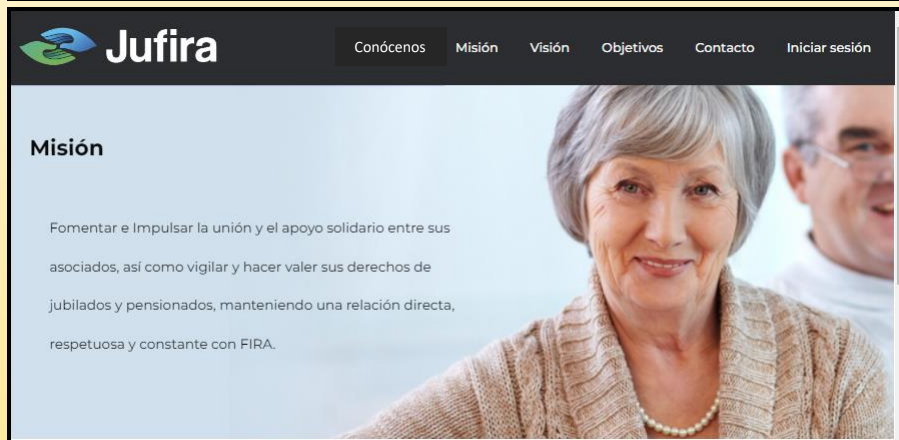 Jufira
Conócenos Misión Visión Objetivos Contacto Iniciar sesión
Misión
Fomentar e Impulsar la unión y el apoyo solidario entre sus
asociados, así como vigilar y hacer valer sus derechos de
jubilados y pensionados, manteniendo una relación directa,
respetuosa y constante con FIRA.